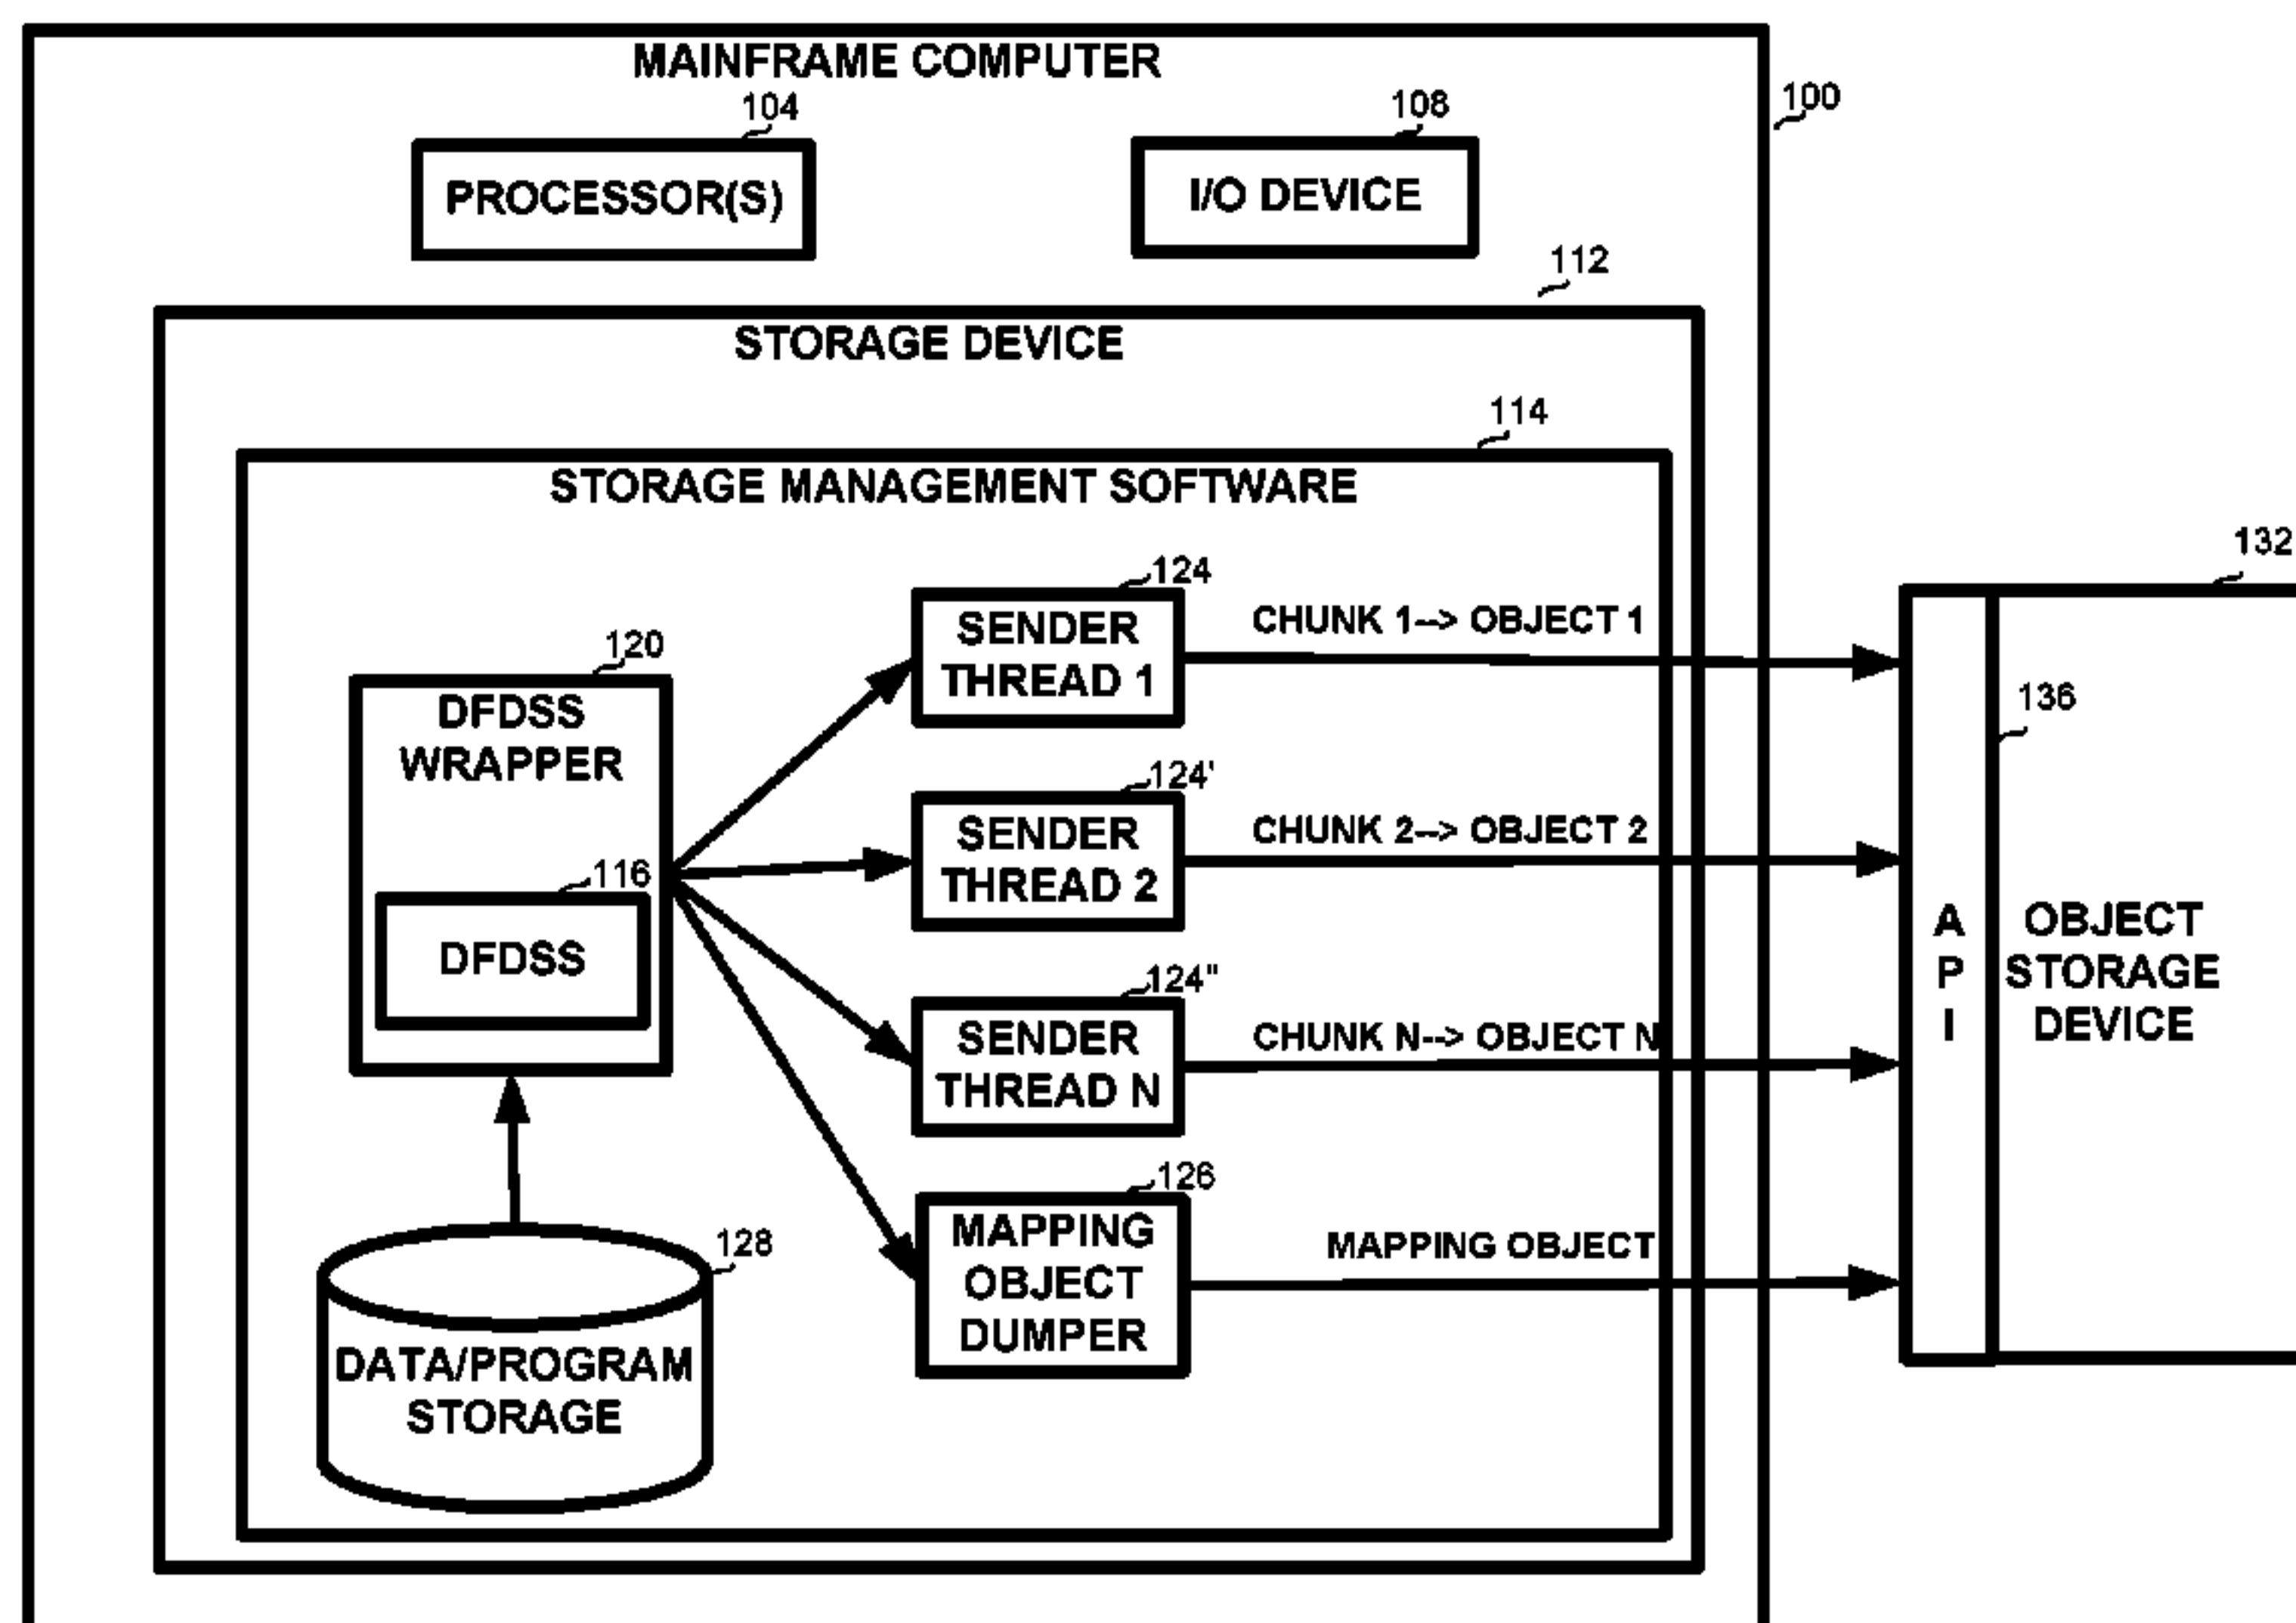 MAINFRAME COMPUTER
104
108
100
PROCESSOR(S)
I/O DEVICE
112
STORAGE DEVICE
114
STORAGE MANAGEMENT SOFTWARE
132
124
SENDER
THREAD 1
CHUNK 1--> OBJECT 1
120
DFDSS
WRAPPER
136
124'
SENDER
THREAD 2
CHUNK 2--> OBJECT 2
116
DFDSS
A
P
I
OBJECT
STORAGE
DEVICE
124"
SENDER
THREAD N
CHUNK N--> OBJECT N
126
MAPPING
OBJECT
DUMPER
MAPPING OBJECT
128
DATA/PROGRAM
STORAGE